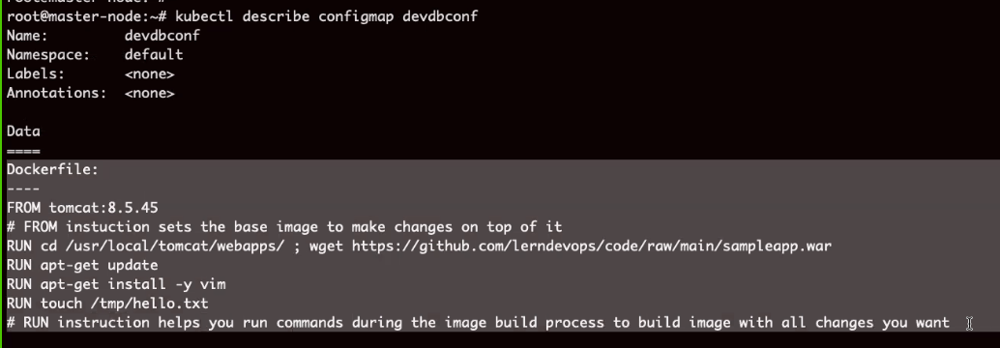 root@master-node:~# kubectl describe configmap devdbconf
Name:         devdbconf
Namespace:    default
Labels:       <none>
Annotations:  <none>
Data
====
Dockerfile:
----
FROM tomcat:8.5.45
# FROM instuction sets the base image to make changes on top of it
RUN cd /usr/local/tomcat/webapps/ ; wget https://github.com/lerndevops/code/raw/main/sampleapp.war
RUN apt-get update
RUN apt-get install -y vim
RUN touch /tmp/hello.txt
# RUN instruction helps you run commands during the image build process to build image with all changes you want